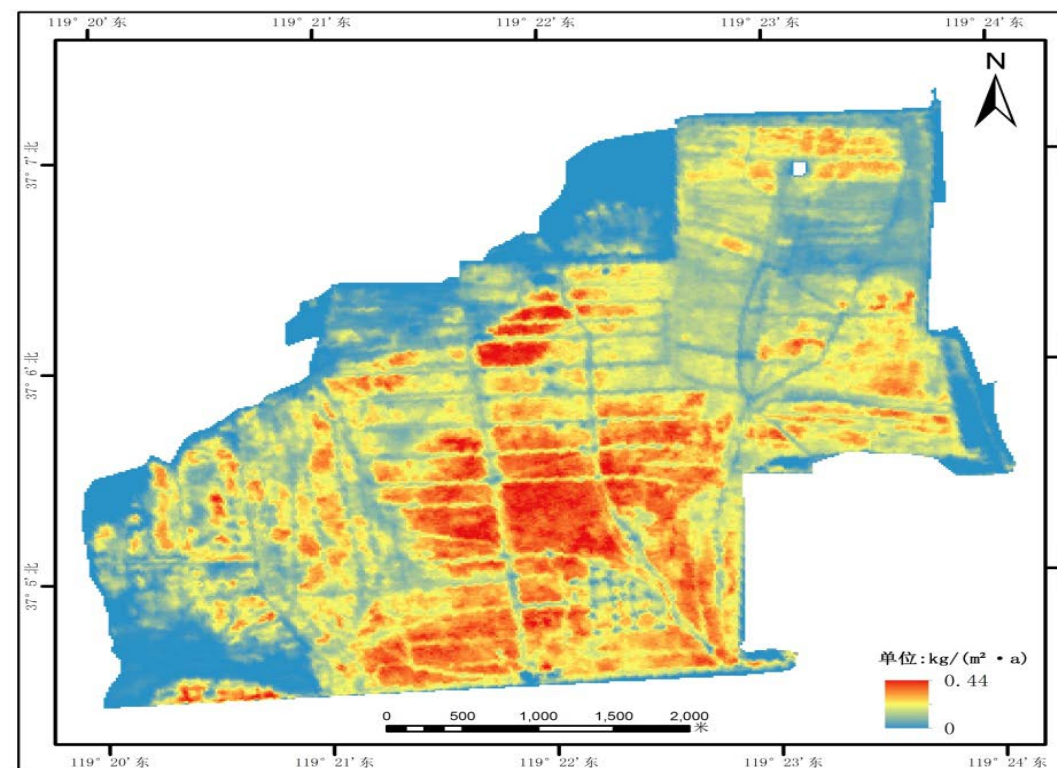 119° 20′ 东
119° 21′ 东
119° 22′ 东
119° 23′ 东
119° 24′ 东
N
37° 7′ 北
37° 6′ 北
37° 5′ 北
单位:kg/(m²·a)
0.44
0
0 500 1,000 1,500 2,000
米
119° 20′ 东
119° 21′ 东
119° 22′ 东
119° 23′ 东
119° 24′ 东